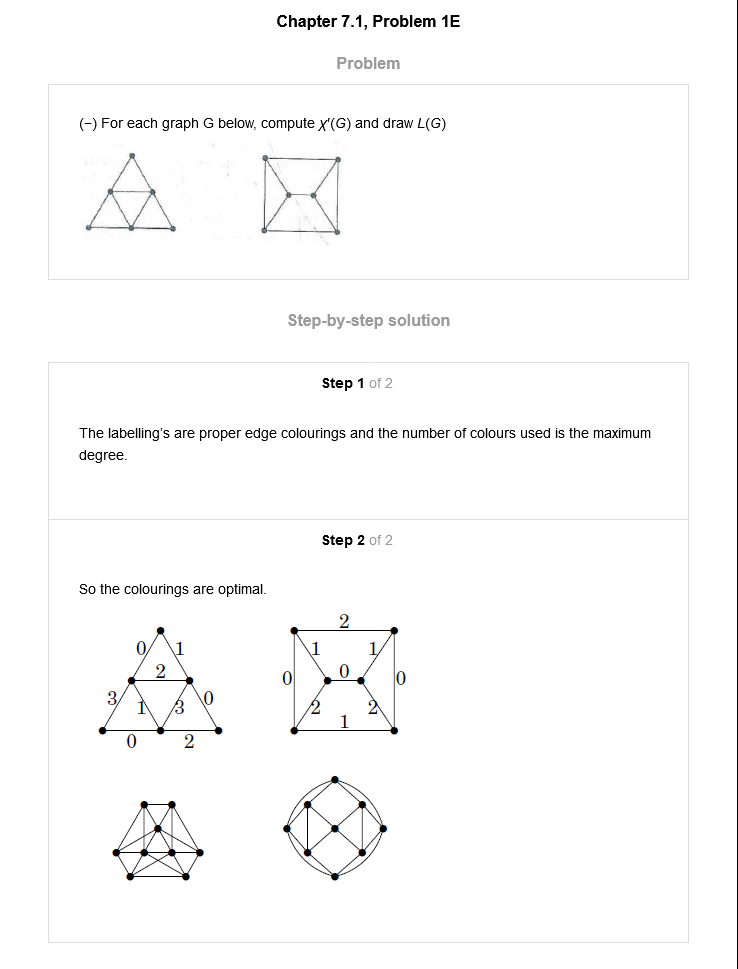 Chapter 7.1, Problem 1E
Problem
(−) For each graph G below, compute χ′(G) and draw L(G)
Step-by-step solution
Step 1 of 2
The labelling's are proper edge colourings and the number of colours used is the maximum
degree.
Step 2 of 2
So the colourings are optimal.
2
0 1 1 1
2 0 0 0
3 1 3 0 2 2
0 2 1